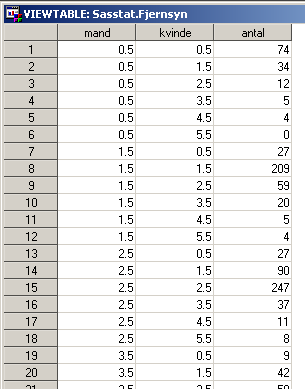 VIEWTABLE: Sasstat.Fjernsyn
mand kvinde antal
1 0.5 0.5 74
2 0.5 1.5 34
3 0.5 2.5 12
4 0.5 3.5 5
5 0.5 4.5 4
6 0.5 5.5 0
7 1.5 0.5 27
8 1.5 1.5 209
9 1.5 2.5 59
10 1.5 3.5 20
11 1.5 4.5 5
12 1.5 5.5 4
13 2.5 0.5 27
14 2.5 1.5 90
15 2.5 2.5 247
16 2.5 3.5 37
17 2.5 4.5 11
18 2.5 5.5 8
19 3.5 0.5 9
20 3.5 1.5 42